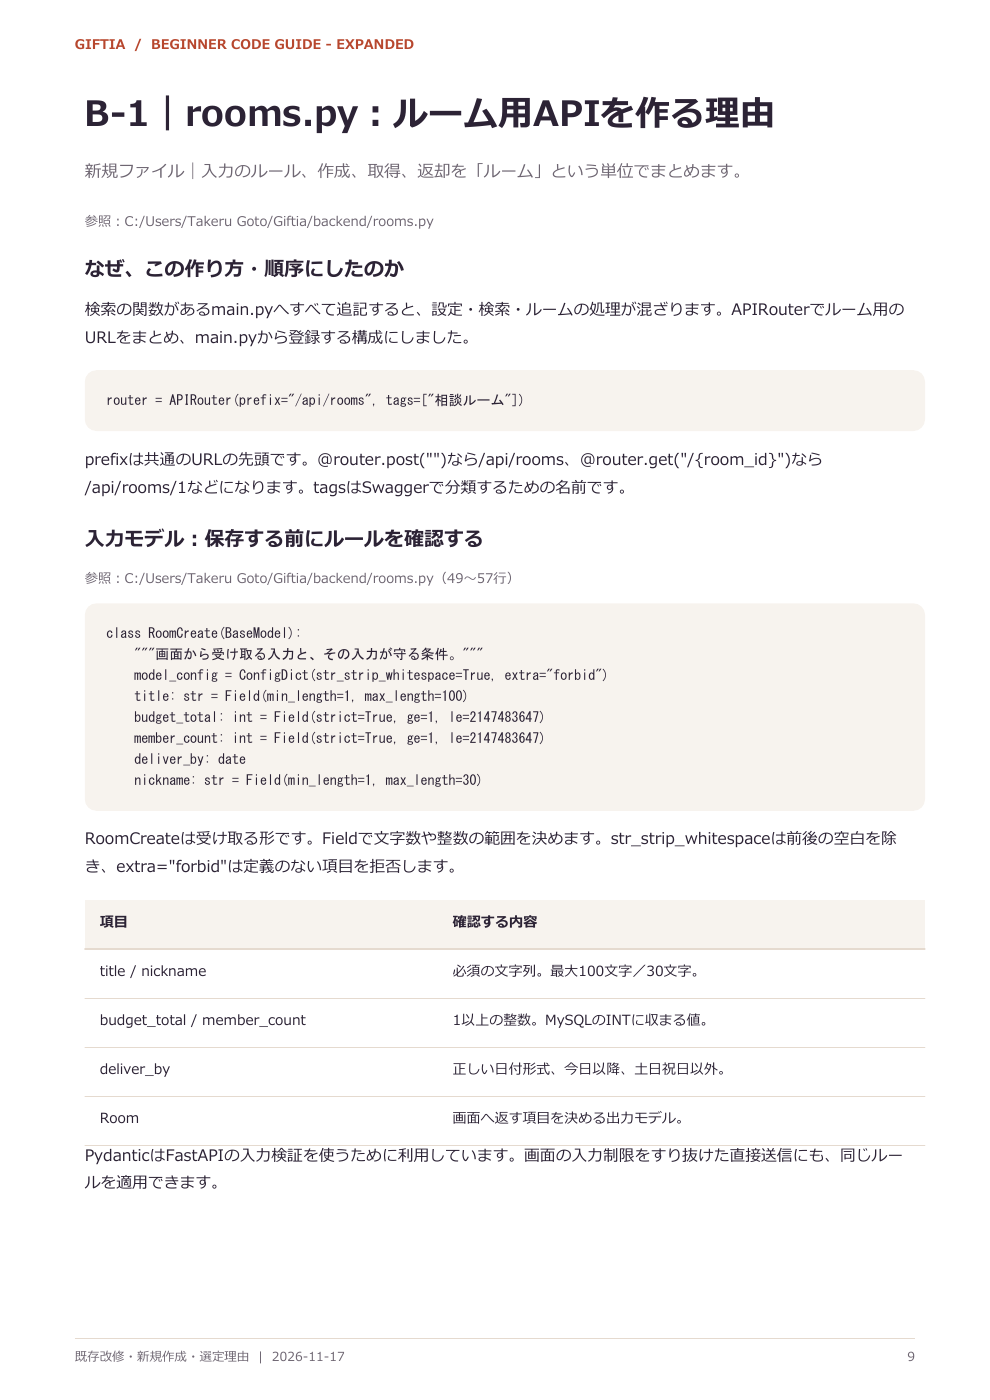 GIFTIA / BEGINNER CODE GUIDE - EXPANDED
B-1｜rooms.py：ルーム用APIを作る理由
新規ファイル｜入力のルール、作成、取得、返却を「ルーム」という単位でまとめます。
参照：C:/Users/Takeru Goto/Giftia/backend/rooms.py
なぜ、この作り方・順序にしたのか
検索の関数があるmain.pyへすべて追記すると、設定・検索・ルームの処理が混ざります。APIRouterでルーム用の
URLをまとめ、main.pyから登録する構成にしました。
router = APIRouter(prefix="/api/rooms", tags=["相談ルーム"])
prefixは共通のURLの先頭です。@router.post("")なら/api/rooms、@router.get("/{room_id}")なら
/api/rooms/1などになります。tagsはSwaggerで分類するための名前です。
入力モデル：保存する前にルールを確認する
参照：C:/Users/Takeru Goto/Giftia/backend/rooms.py（49～57行）
class RoomCreate(BaseModel):
    """画面から受け取る入力と、その入力が守る条件。"""
    model_config = ConfigDict(str_strip_whitespace=True, extra="forbid")
    title: str = Field(min_length=1, max_length=100)
    budget_total: int = Field(strict=True, ge=1, le=2147483647)
    member_count: int = Field(strict=True, ge=1, le=2147483647)
    deliver_by: date
    nickname: str = Field(min_length=1, max_length=30)
RoomCreateは受け取る形です。Fieldで文字数や整数の範囲を決めます。str_strip_whitespaceは前後の空白を除
き、extra="forbid"は定義のない項目を拒否します。
項目 確認する内容
title / nickname 必須の文字列。最大100文字／30文字。
budget_total / member_count 1以上の整数。MySQLのINTに収まる値。
deliver_by 正しい日付形式、今日以降、土日祝日以外。
Room 画面へ返す項目を決める出力モデル。
PydanticはFastAPIの入力検証を使うために利用しています。画面の入力制限をすり抜けた直接送信にも、同じルー
ルを適用できます。
既存改修・新規作成・選定理由 | 2026-11-17 9